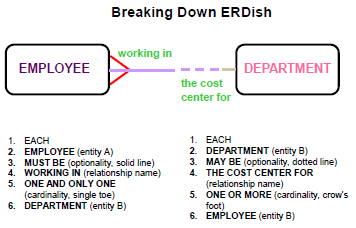 Breaking Down ERDish
working in
EMPLOYEE
DEPARTMENT
the cost
center for
1. EACH
2. EMPLOYEE (entity A)
3. MUST BE (optionality, solid line)
4. WORKING IN (relationship name)
5. ONE AND ONLY ONE
(cardinality, single toe)
6. DEPARTMENT (entity B)
1. EACH
2. DEPARTMENT (entity B)
3. MAY BE (optionality, dotted line)
4. THE COST CENTER FOR
(relationship name)
5. ONE OR MORE (cardinality, crow's
foot)
6. EMPLOYEE (entity B)